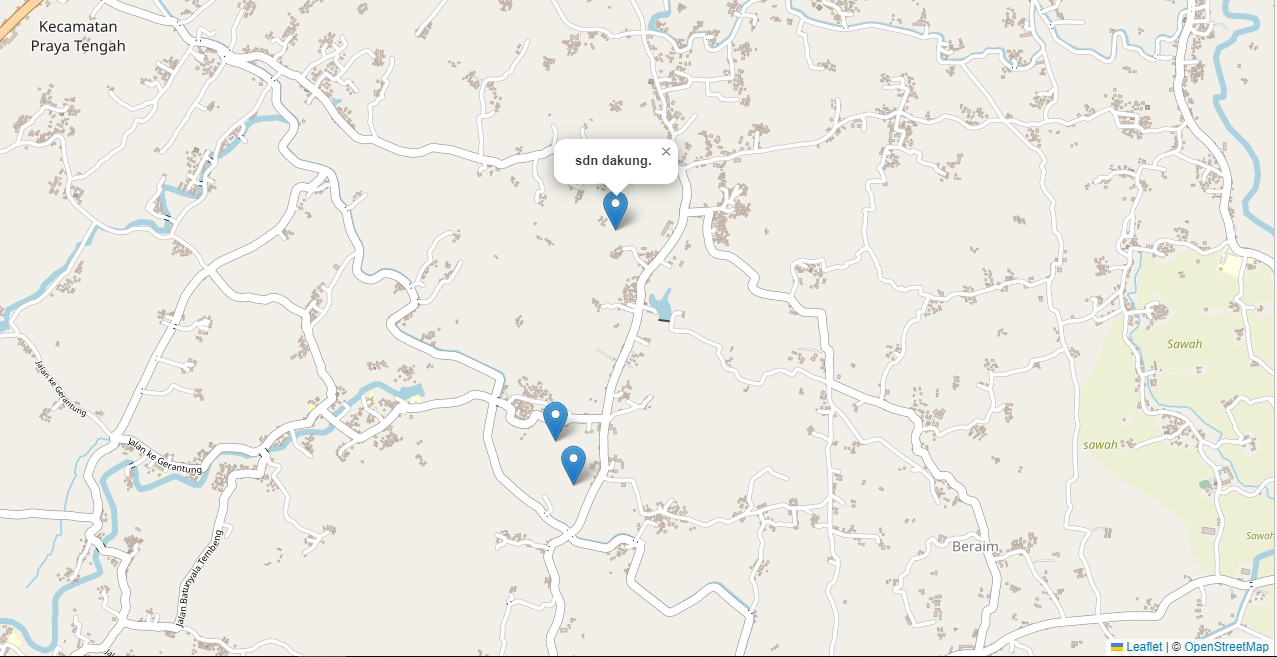 Kecamatan
Praya Tengah
sdn dakung.
×
Sawah
Jalan ke Gerantung
sawah
Jalan ke Gerantung
Jalan Batunyala Tembeng
Sawah
Beraim
Leaflet | © OpenStreetMap